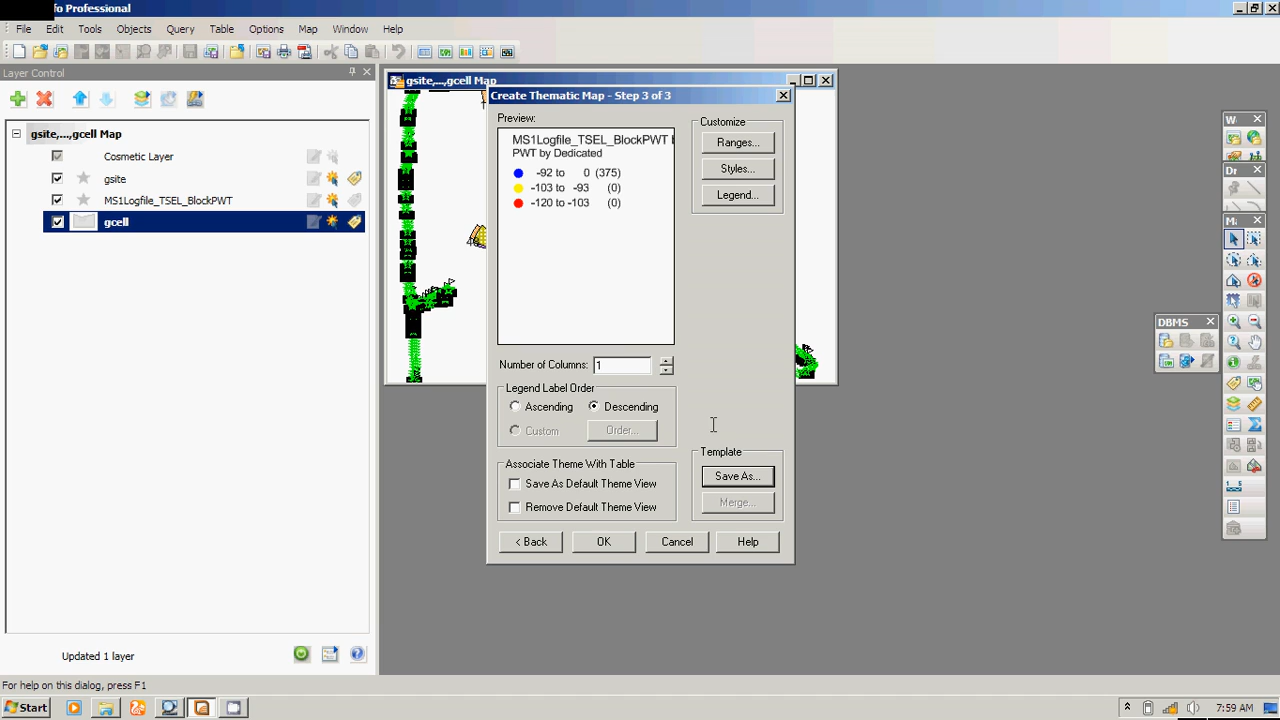 fo Professional
File Edit Tools Objects Query Table Options Map Window Help
Layer Control
gsite,...,gcell Map
Cosmetic Layer
gsite
MS1Logfile_TSEL_BlockPWT
gcell
Updated 1 layer
gsite,...,gcell Map
Create Thematic Map - Step 3 of 3
Preview:
MS1Logfile_TSEL_BlockPWT
PWT by Dedicated
-92 to 0 (375)
-103 to -93 (0)
-120 to -103 (0)
Customize
Ranges...
Styles...
Legend...
Number of Columns: 1
Legend Label Order
Ascending Descending
Custom Order...
Associate Theme With Table
Save As Default Theme View
Remove Default Theme View
Template
Save As...
Merge...
< Back OK Cancel Help
DBMS
For help on this dialog, press F1
Start
7:59 AM